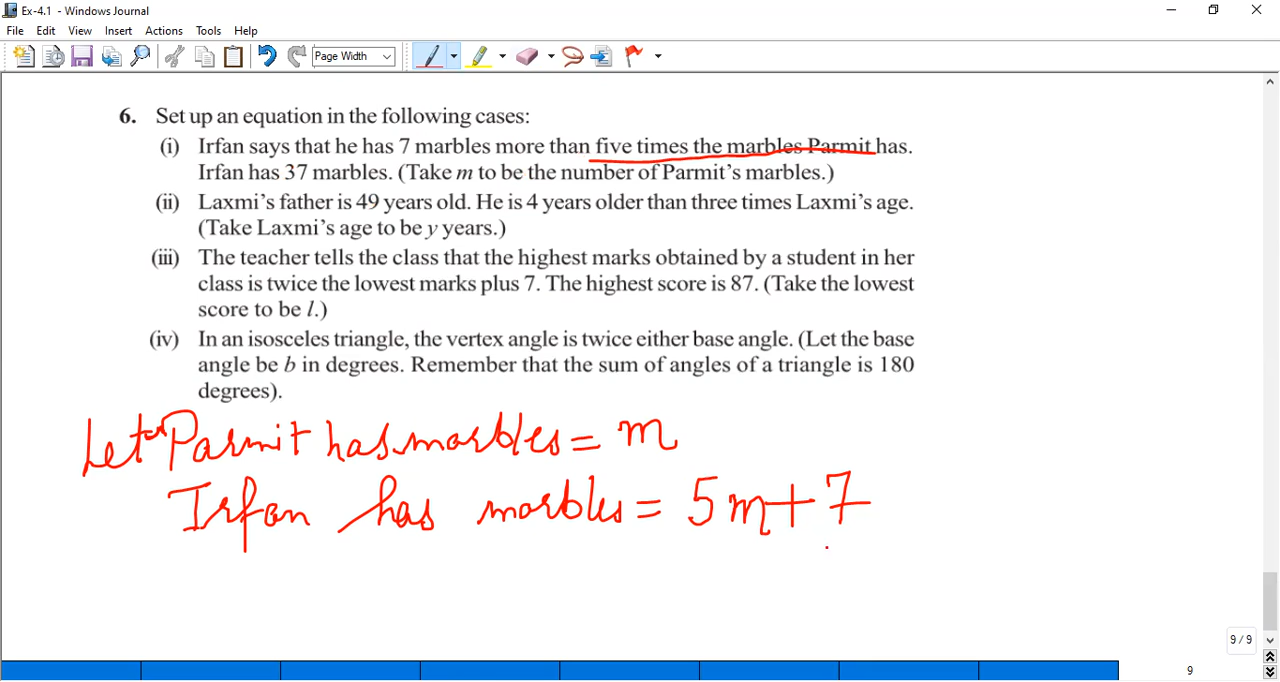 Ex-4.1 - Windows Journal
File Edit View Insert Actions Tools Help
Page Width
6. Set up an equation in the following cases:
(i) Irfan says that he has 7 marbles more than five times the marbles Parmit has.
Irfan has 37 marbles. (Take m to be the number of Parmit's marbles.)
(ii) Laxmi's father is 49 years old. He is 4 years older than three times Laxmi's age.
(Take Laxmi's age to be y years.)
(iii) The teacher tells the class that the highest marks obtained by a student in her
class is twice the lowest marks plus 7. The highest score is 87. (Take the lowest
score to be l.)
(iv) In an isosceles triangle, the vertex angle is twice either base angle. (Let the base
angle be b in degrees. Remember that the sum of angles of a triangle is 180
degrees).
Let Parmit has marbles = m
Irfan has marbles = 5m + 7
9 / 9
9